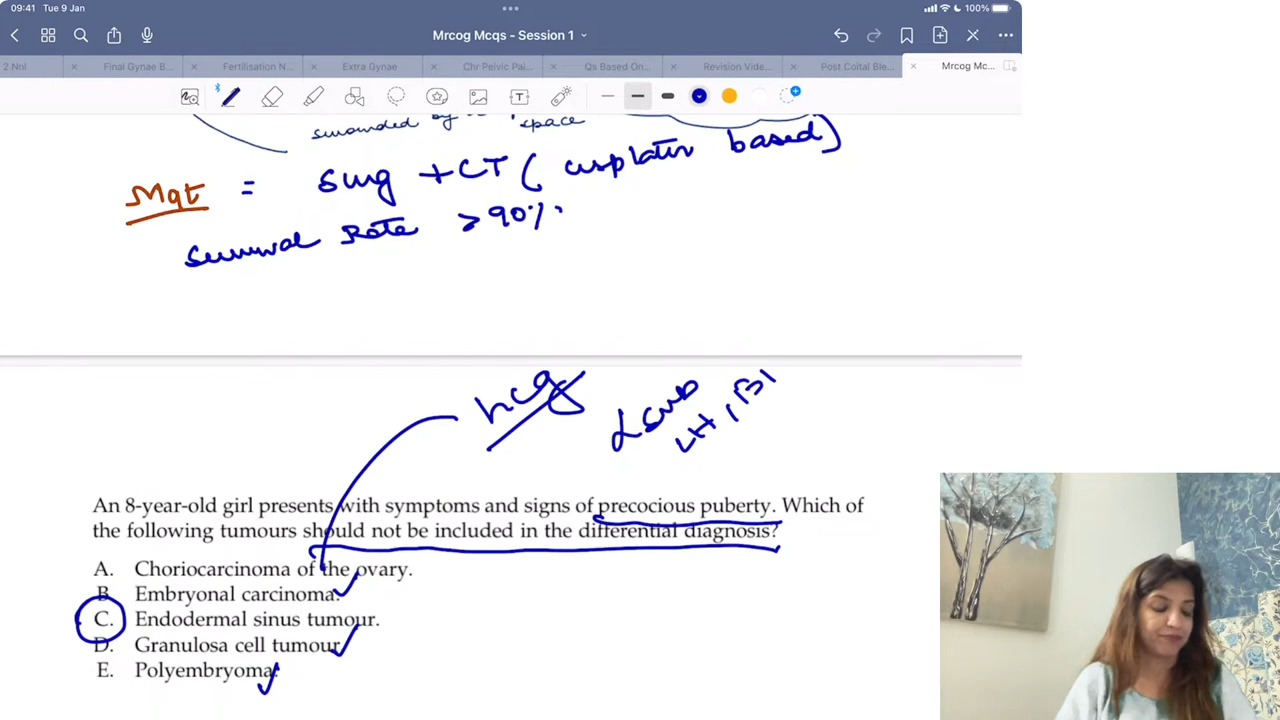 09:41 Tue 9 Jan
100%
Mrcog Mcqs - Session 1
2 Nnl
Final Gynae B...
Fertilisation N...
Extra Gynae
Chr Pelvic Pai...
Qs Based On...
Revision Vide...
Post Coital Ble...
Mrcog Mc...
surrounded by
space
Mgt = Surg + CT ( cisplatin based)
Survival Rate >90%
hcg
α sub
LH,
An 8-year-old girl presents with symptoms and signs of precocious puberty. Which of
the following tumours should not be included in the differential diagnosis?
A. Choriocarcinoma of the ovary.
B. Embryonal carcinoma.
C. Endodermal sinus tumour.
D. Granulosa cell tumour.
E. Polyembryoma.